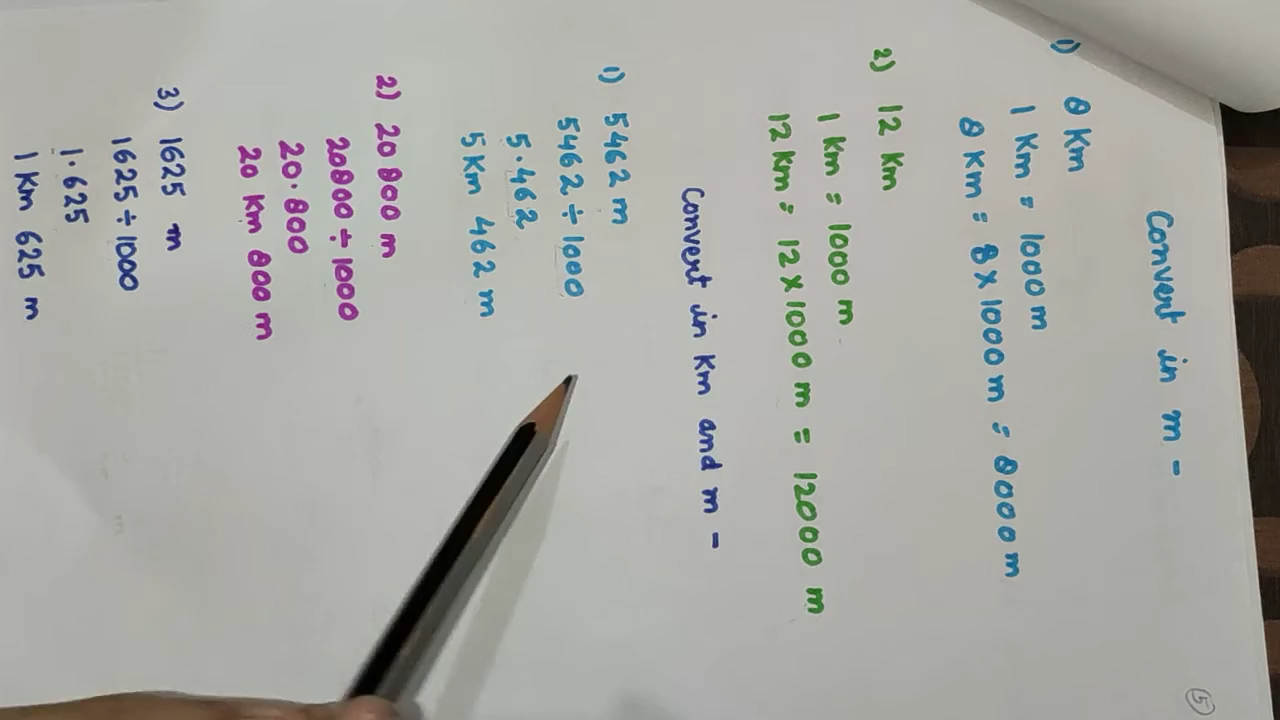 Convert in m -
1) 8 Km
1 Km = 1000 m
8 Km = 8 x 1000 m = 8000 m
2) 12 Km
1 Km = 1000 m
12 Km = 12 x 1000 m = 12000 m
Convert in Km and m -
1) 5462 m
5462 ÷ 1000
5.462
5 Km 462 m
2) 20 800 m
20800 ÷ 1000
20.800
20 Km 800 m
3) 1625 m
1625 ÷ 1000
1.625
1 Km 625 m
5